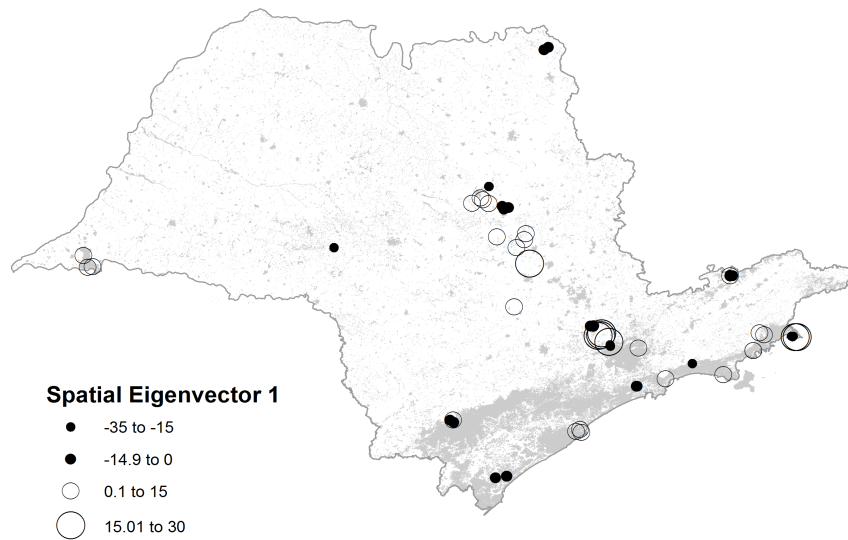 Spatial Eigenvector 1
-35 to -15
-14.9 to 0
0.1 to 15
15.01 to 30